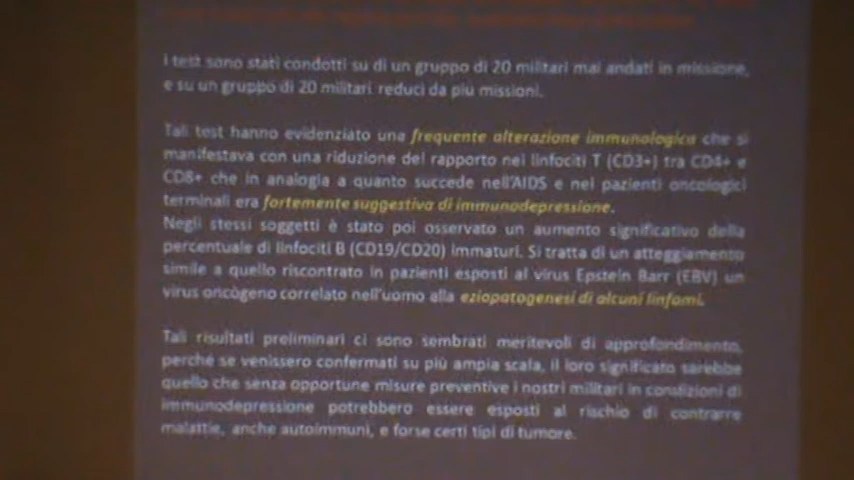 i test sono stati condotti su di un gruppo di 20 militari mai andati in missione,
e su un gruppo di 20 militari reduci da più missioni.
Tali test hanno evidenziato una frequente alterazione immunologica che si
manifestava con una riduzione del rapporto nei linfociti T (CD3+) tra CD4+ e
CD8+ che in analogia a quanto succede nell'AIDS e nei pazienti oncologici
terminali era fortemente suggestiva di immunodepressione.
Negli stessi soggetti è stato poi osservato un aumento significativo della
percentuale di linfociti B (CD19/CD20) immaturi. Si tratta di un atteggiamento
simile a quello riscontrato in pazienti esposti al virus Epstein Barr (EBV) un
virus oncògeno correlato nell'uomo alla eziopatogenesi di alcuni linfomi.
Tali risultati preliminari ci sono sembrati meritevoli di approfondimento,
perché se venissero confermati su più ampia scala, il loro significato sarebbe
quello che senza opportune misure preventive i nostri militari in condizioni di
immunodepressione potrebbero essere esposti al rischio di contrarre
malattie, anche autoimmuni, e forse certi tipi di tumore.